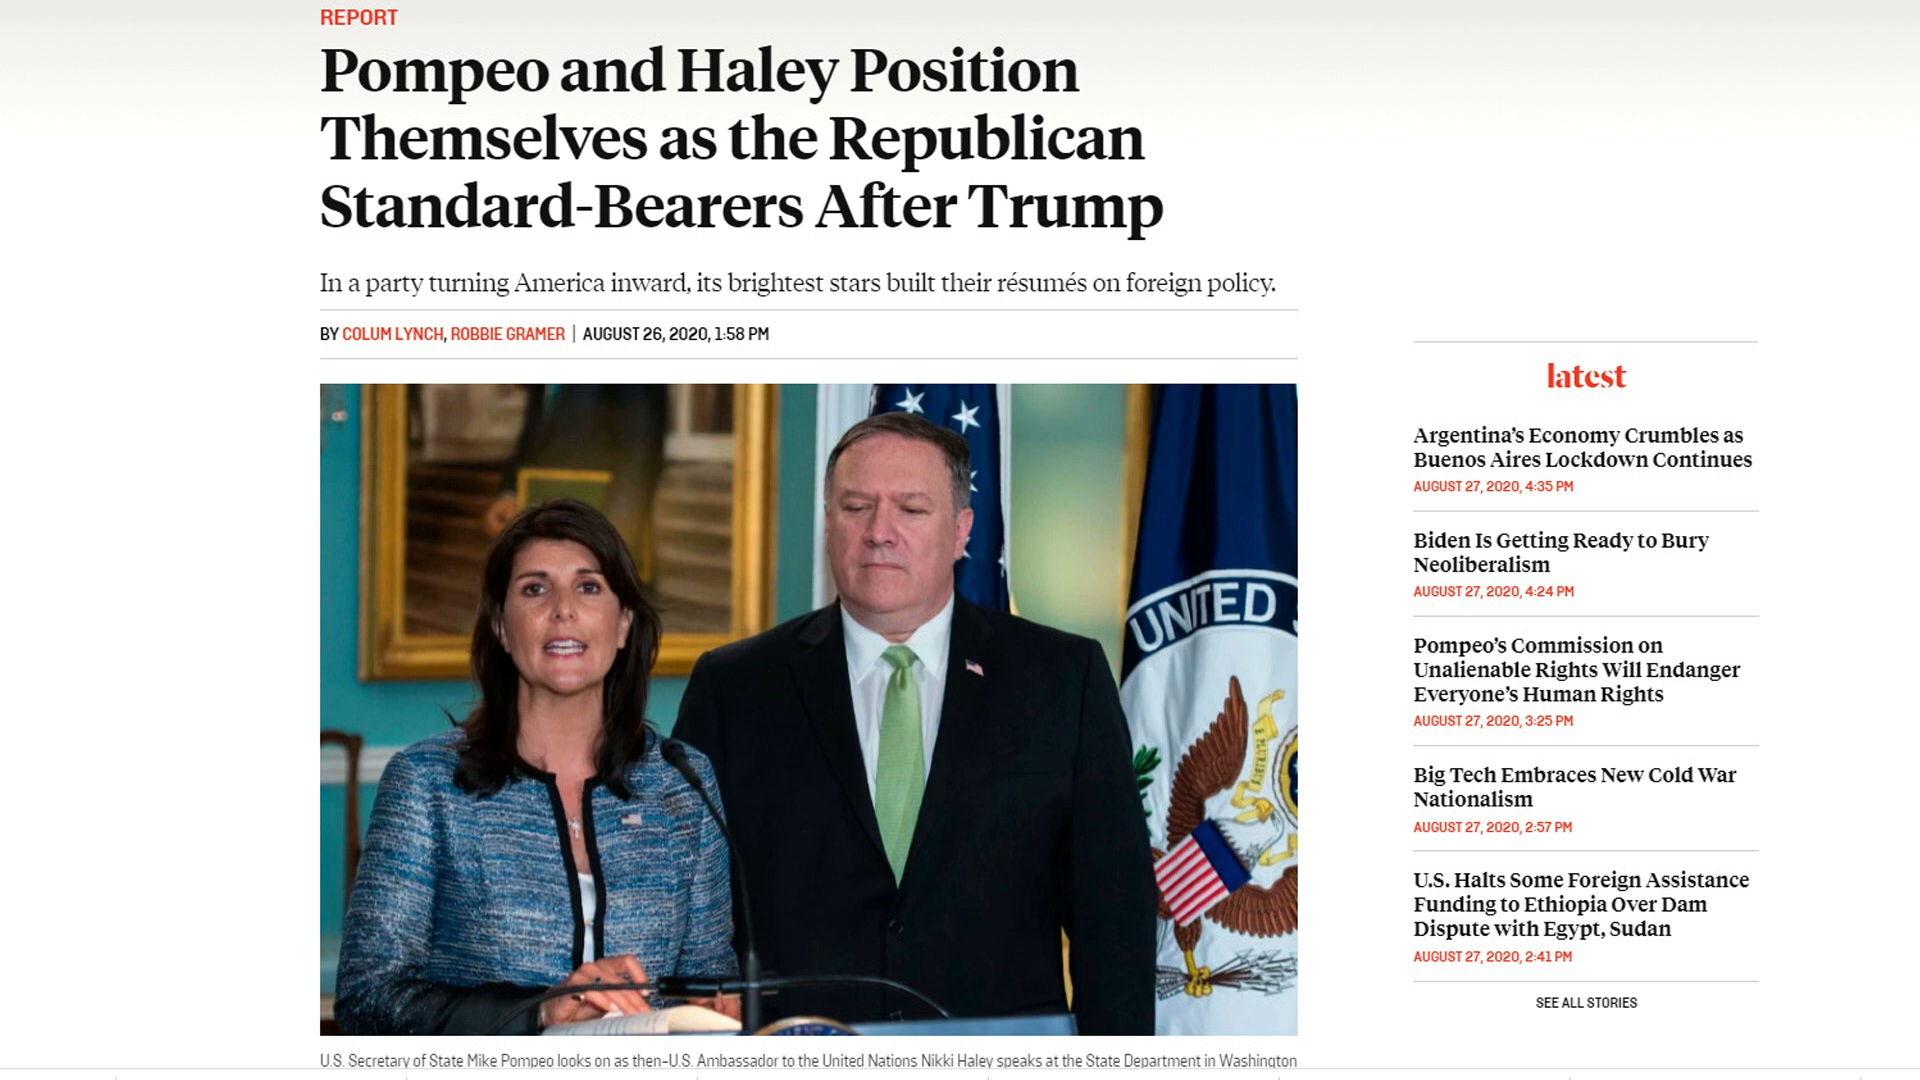 REPORT
Pompeo and Haley Position
Themselves as the Republican
Standard-Bearers After Trump
In a party turning America inward, its brightest stars built their résumés on foreign policy.
BY COLUM LYNCH, ROBBIE GRAMER | AUGUST 26, 2020, 1:58 PM
UNITED
U.S. Secretary of State Mike Pompeo looks on as then-U.S. Ambassador to the United Nations Nikki Haley speaks at the State Department in Washington
latest
Argentina’s Economy Crumbles as
Buenos Aires Lockdown Continues
AUGUST 27, 2020, 4:35 PM
Biden Is Getting Ready to Bury
Neoliberalism
AUGUST 27, 2020, 4:24 PM
Pompeo’s Commission on
Unalienable Rights Will Endanger
Everyone’s Human Rights
AUGUST 27, 2020, 3:25 PM
Big Tech Embraces New Cold War
Nationalism
AUGUST 27, 2020, 2:57 PM
U.S. Halts Some Foreign Assistance
Funding to Ethiopia Over Dam
Dispute with Egypt, Sudan
AUGUST 27, 2020, 2:41 PM
SEE ALL STORIES